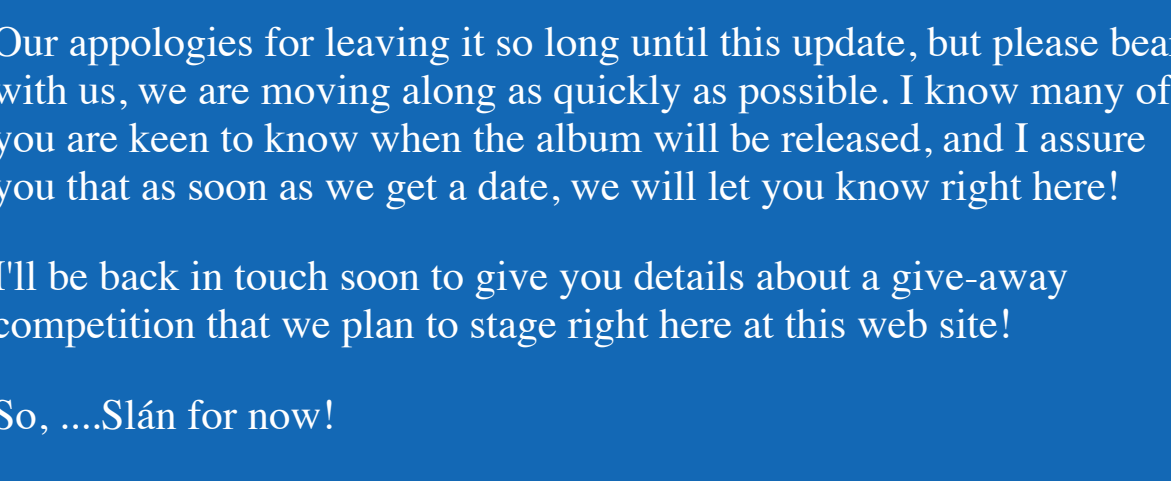 Our appologies for leaving it so long until this update, but please bear
with us, we are moving along as quickly as possible. I know many of
you are keen to know when the album will be released, and I assure
you that as soon as we get a date, we will let you know right here!
I'll be back in touch soon to give you details about a give-away
competition that we plan to stage right here at this web site!
So, ....Slán for now!